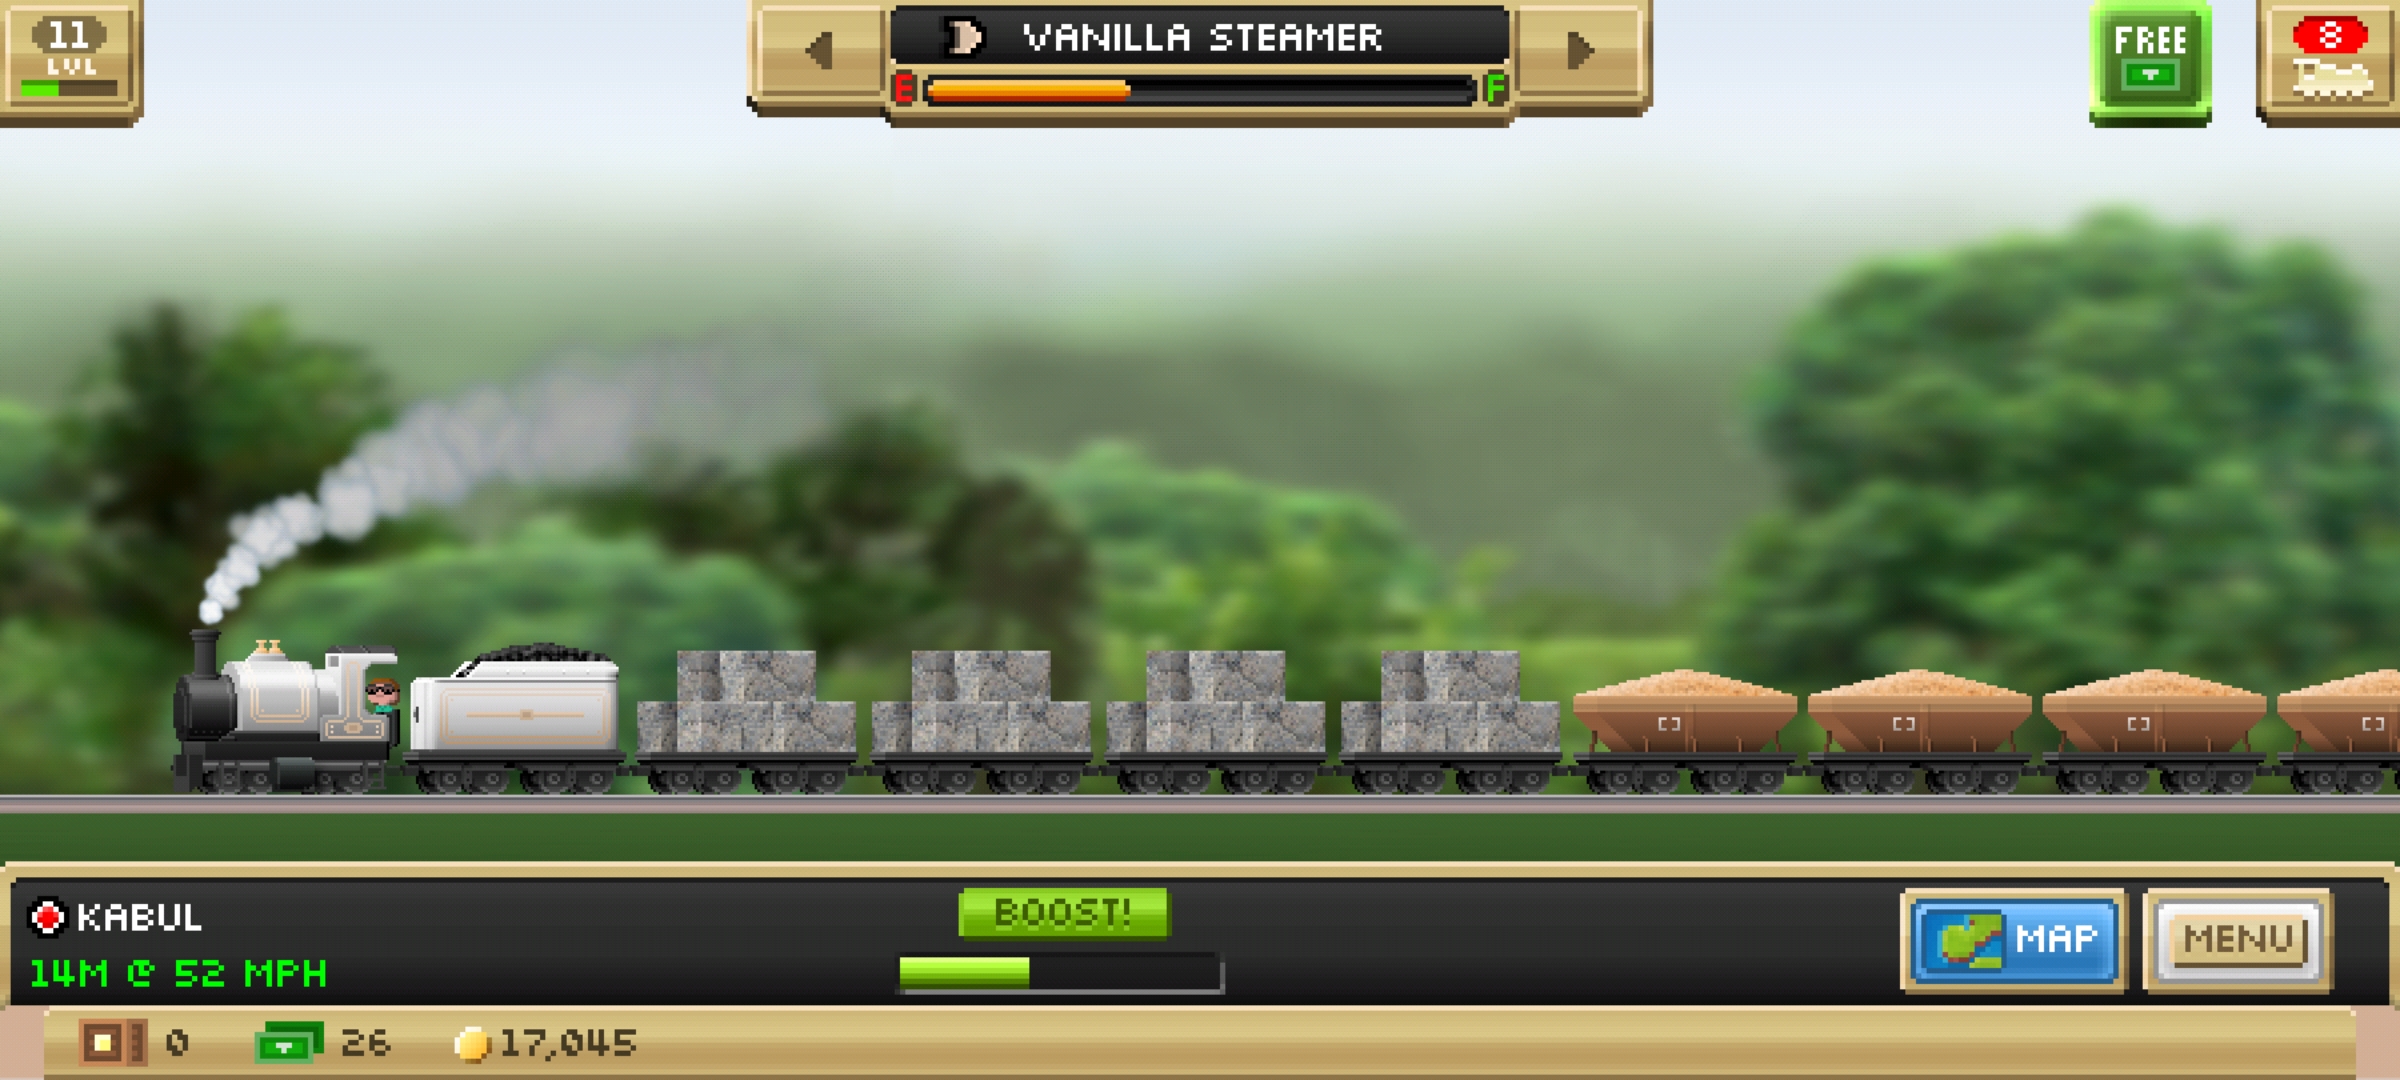 11
LVL
VANILLA STEAMER
E
F
FREE
8
KABUL
14M @ 52 MPH
BOOST!
MAP
MENU
0
26
17,045